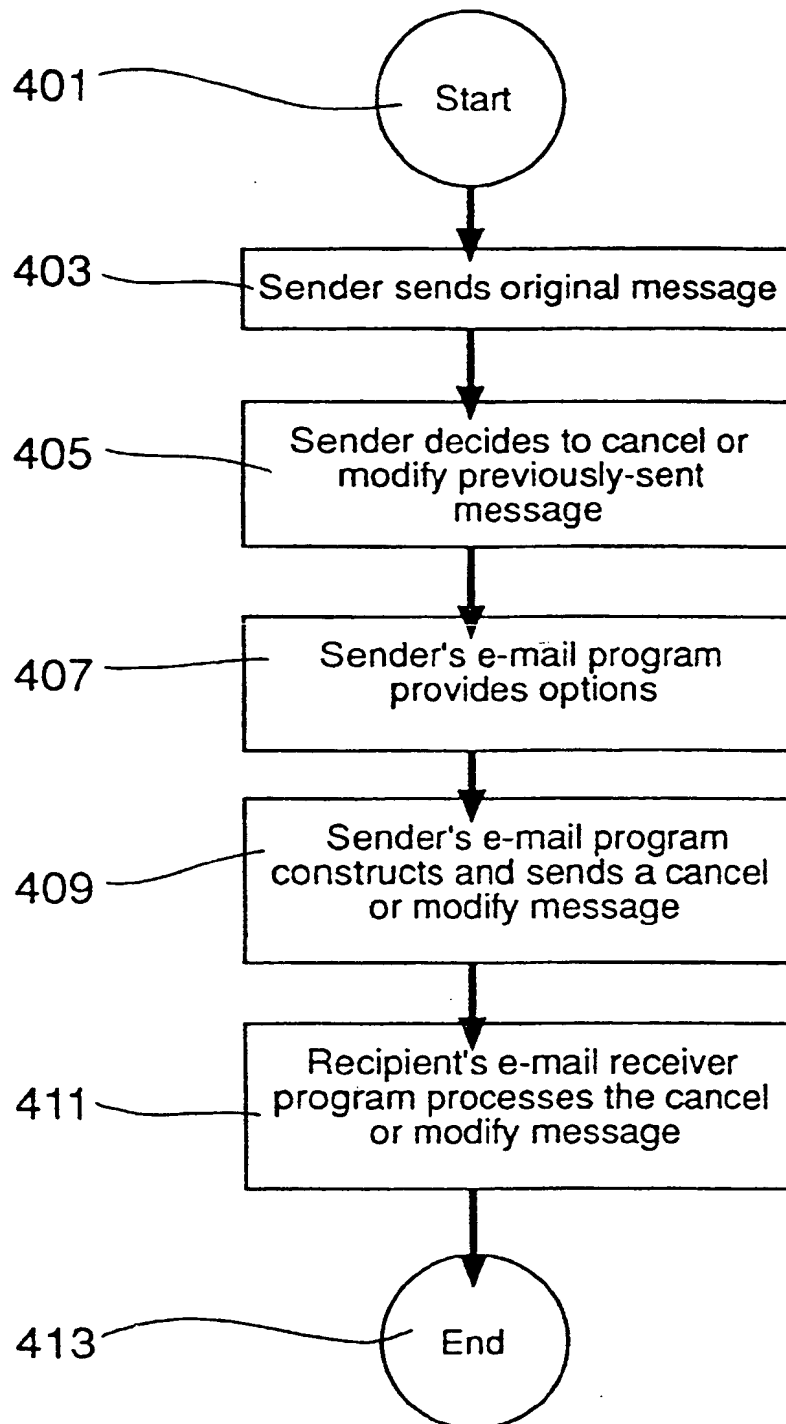 401
Start
403
Sender sends original message
405
Sender decides to cancel or
modify previously-sent
message
407
Sender's e-mail program
provides options
409
Sender's e-mail program
constructs and sends a cancel
or modify message
411
Recipient's e-mail receiver
program processes the cancel
or modify message
413
End